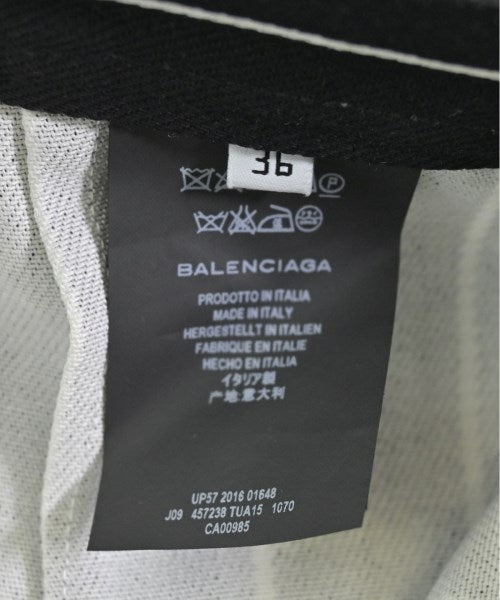 36
P
BALENCIAGA
PRODOTTO IN ITALIA
MADE IN ITALY
HERGESTELLT IN ITALIEN
FABRIQUE EN ITALIE
HECHO EN ITALIA
イタリア製
产地:意大利
UP57 2016 01648
J09 457238 TUA15 1070
CA00985